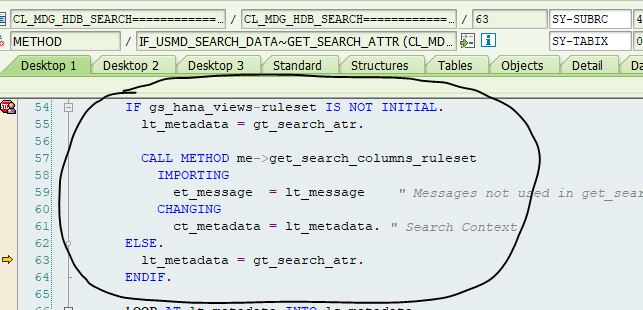 CL_MDG_HDB_SEARCH============... / CL_MDG_HDB_SEARCH============... / 63 SY-SUBRC
METHOD / IF_USMD_SEARCH_DATA~GET_SEARCH_ATTR (CL_MD... SY-TABIX
Desktop 1 Desktop 2 Desktop 3 Standard Structures Tables Objects Detail Da
54 IF gs_hana_views-ruleset IS NOT INITIAL.
55 lt_metadata = gt_search_atr.
56
57 CALL METHOD me->get_search_columns_ruleset
58 IMPORTING
59 et_message = lt_message " Messages not used in get_sear
60 CHANGING
61 ct_metadata = lt_metadata. " Search Context
62 ELSE.
63 lt_metadata = gt_search_atr.
64 ENDIF.
65